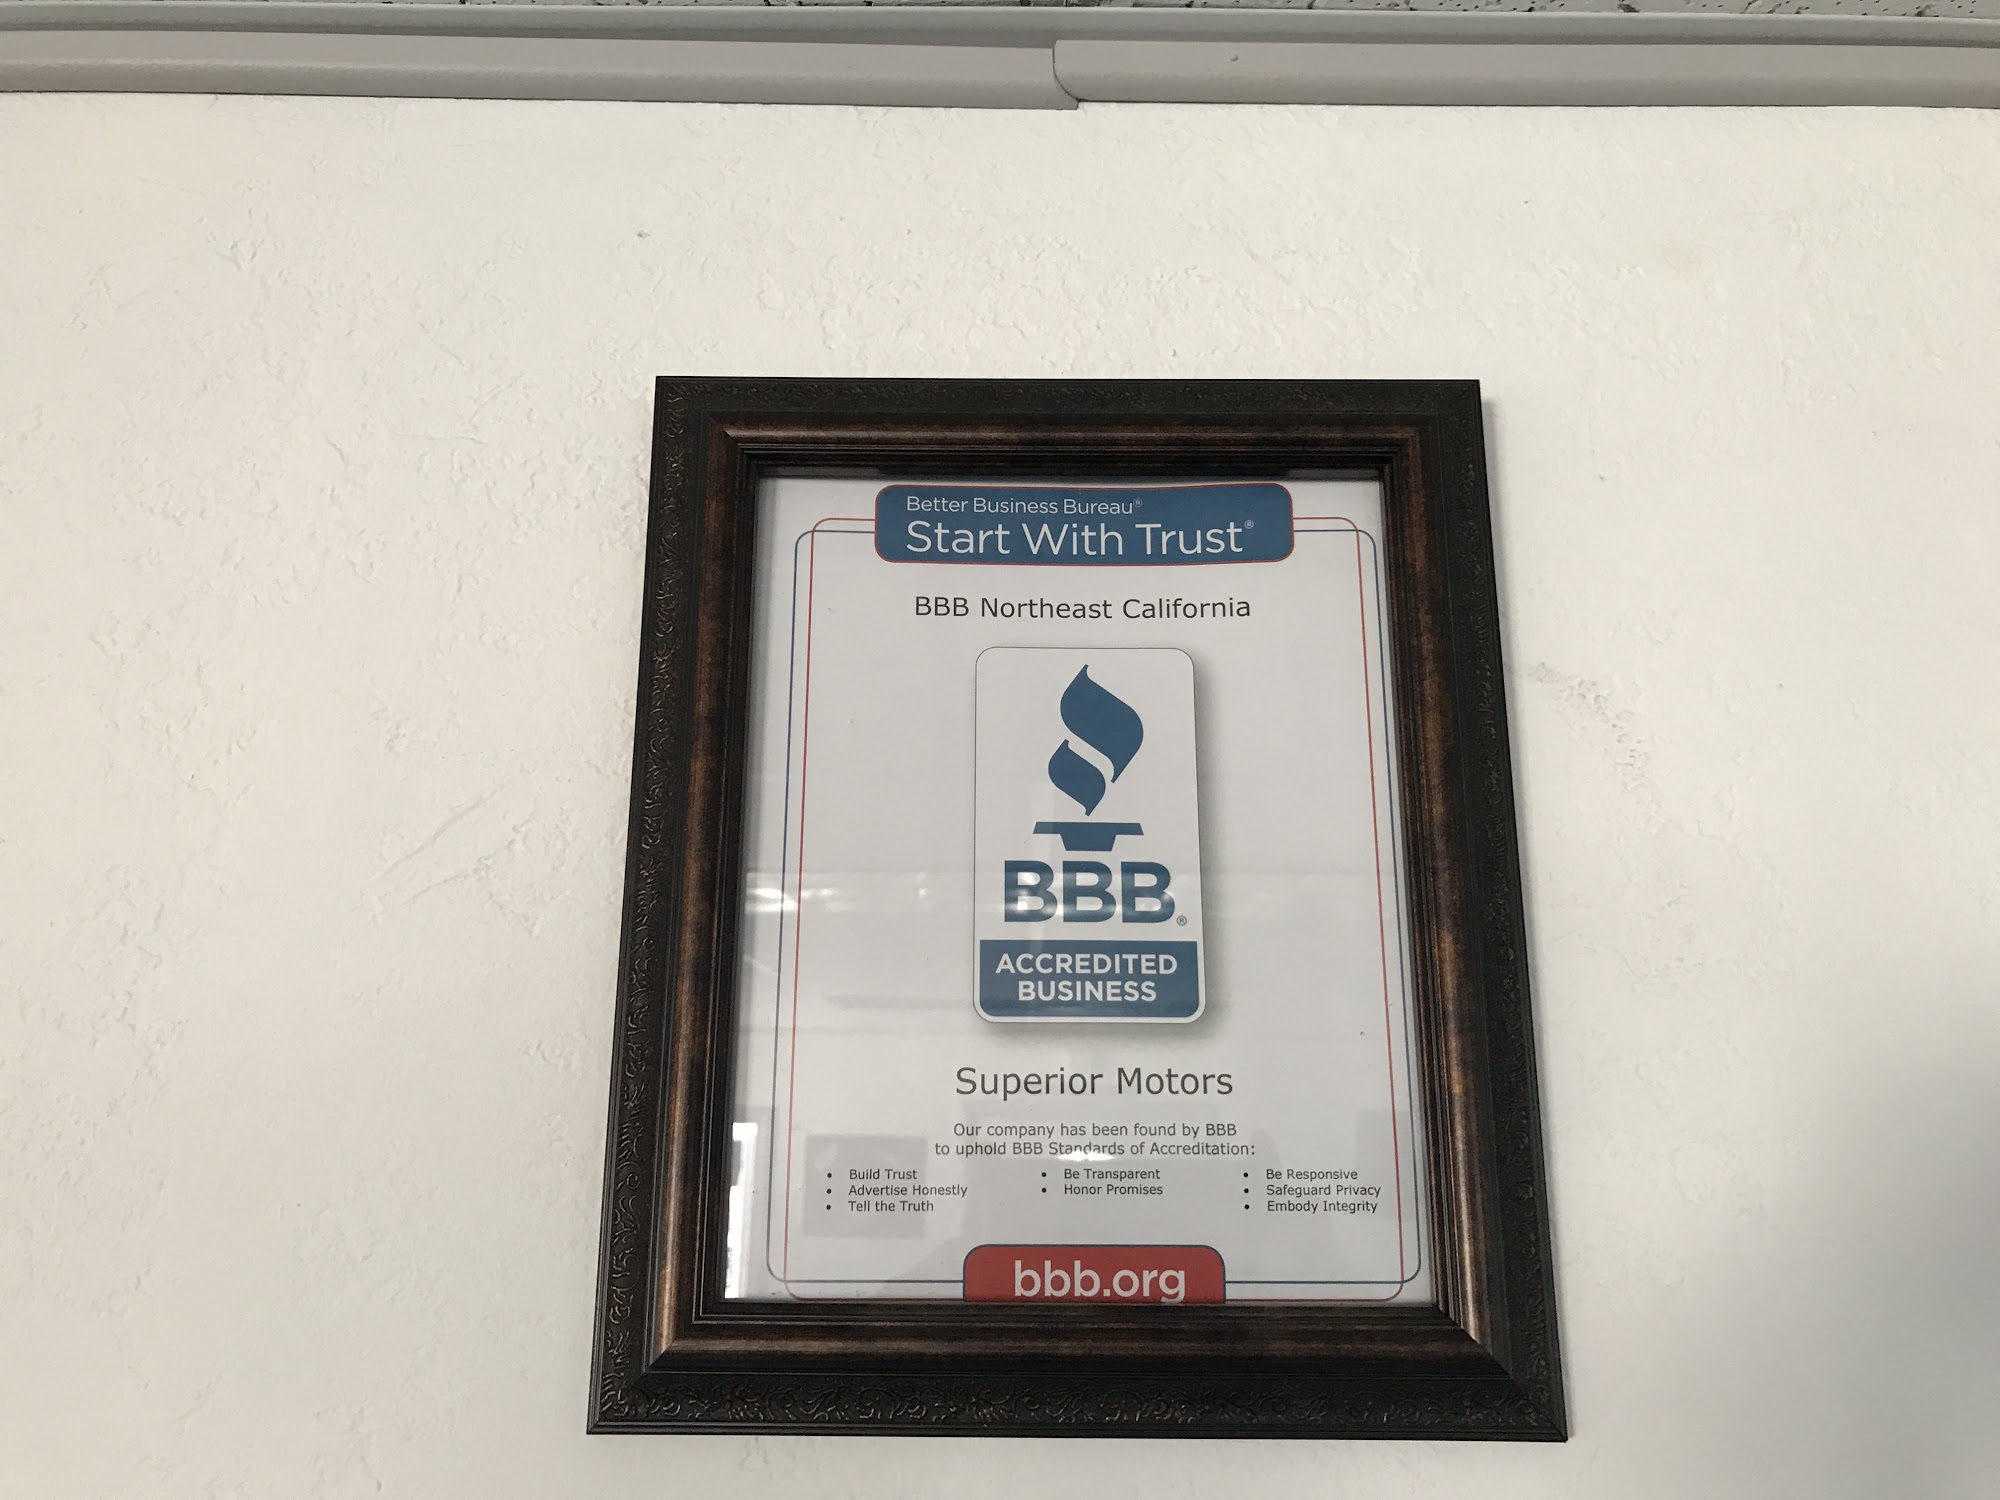 Better Business Bureau®
Start With Trust®
BBB Northeast California
BBB®
ACCREDITED
BUSINESS
Superior Motors
Our company has been found by BBB
to uphold BBB Standards of Accreditation:
• Build Trust
• Advertise Honestly
• Tell the Truth
• Be Transparent
• Honor Promises
• Be Responsive
• Safeguard Privacy
• Embody Integrity
bbb.org